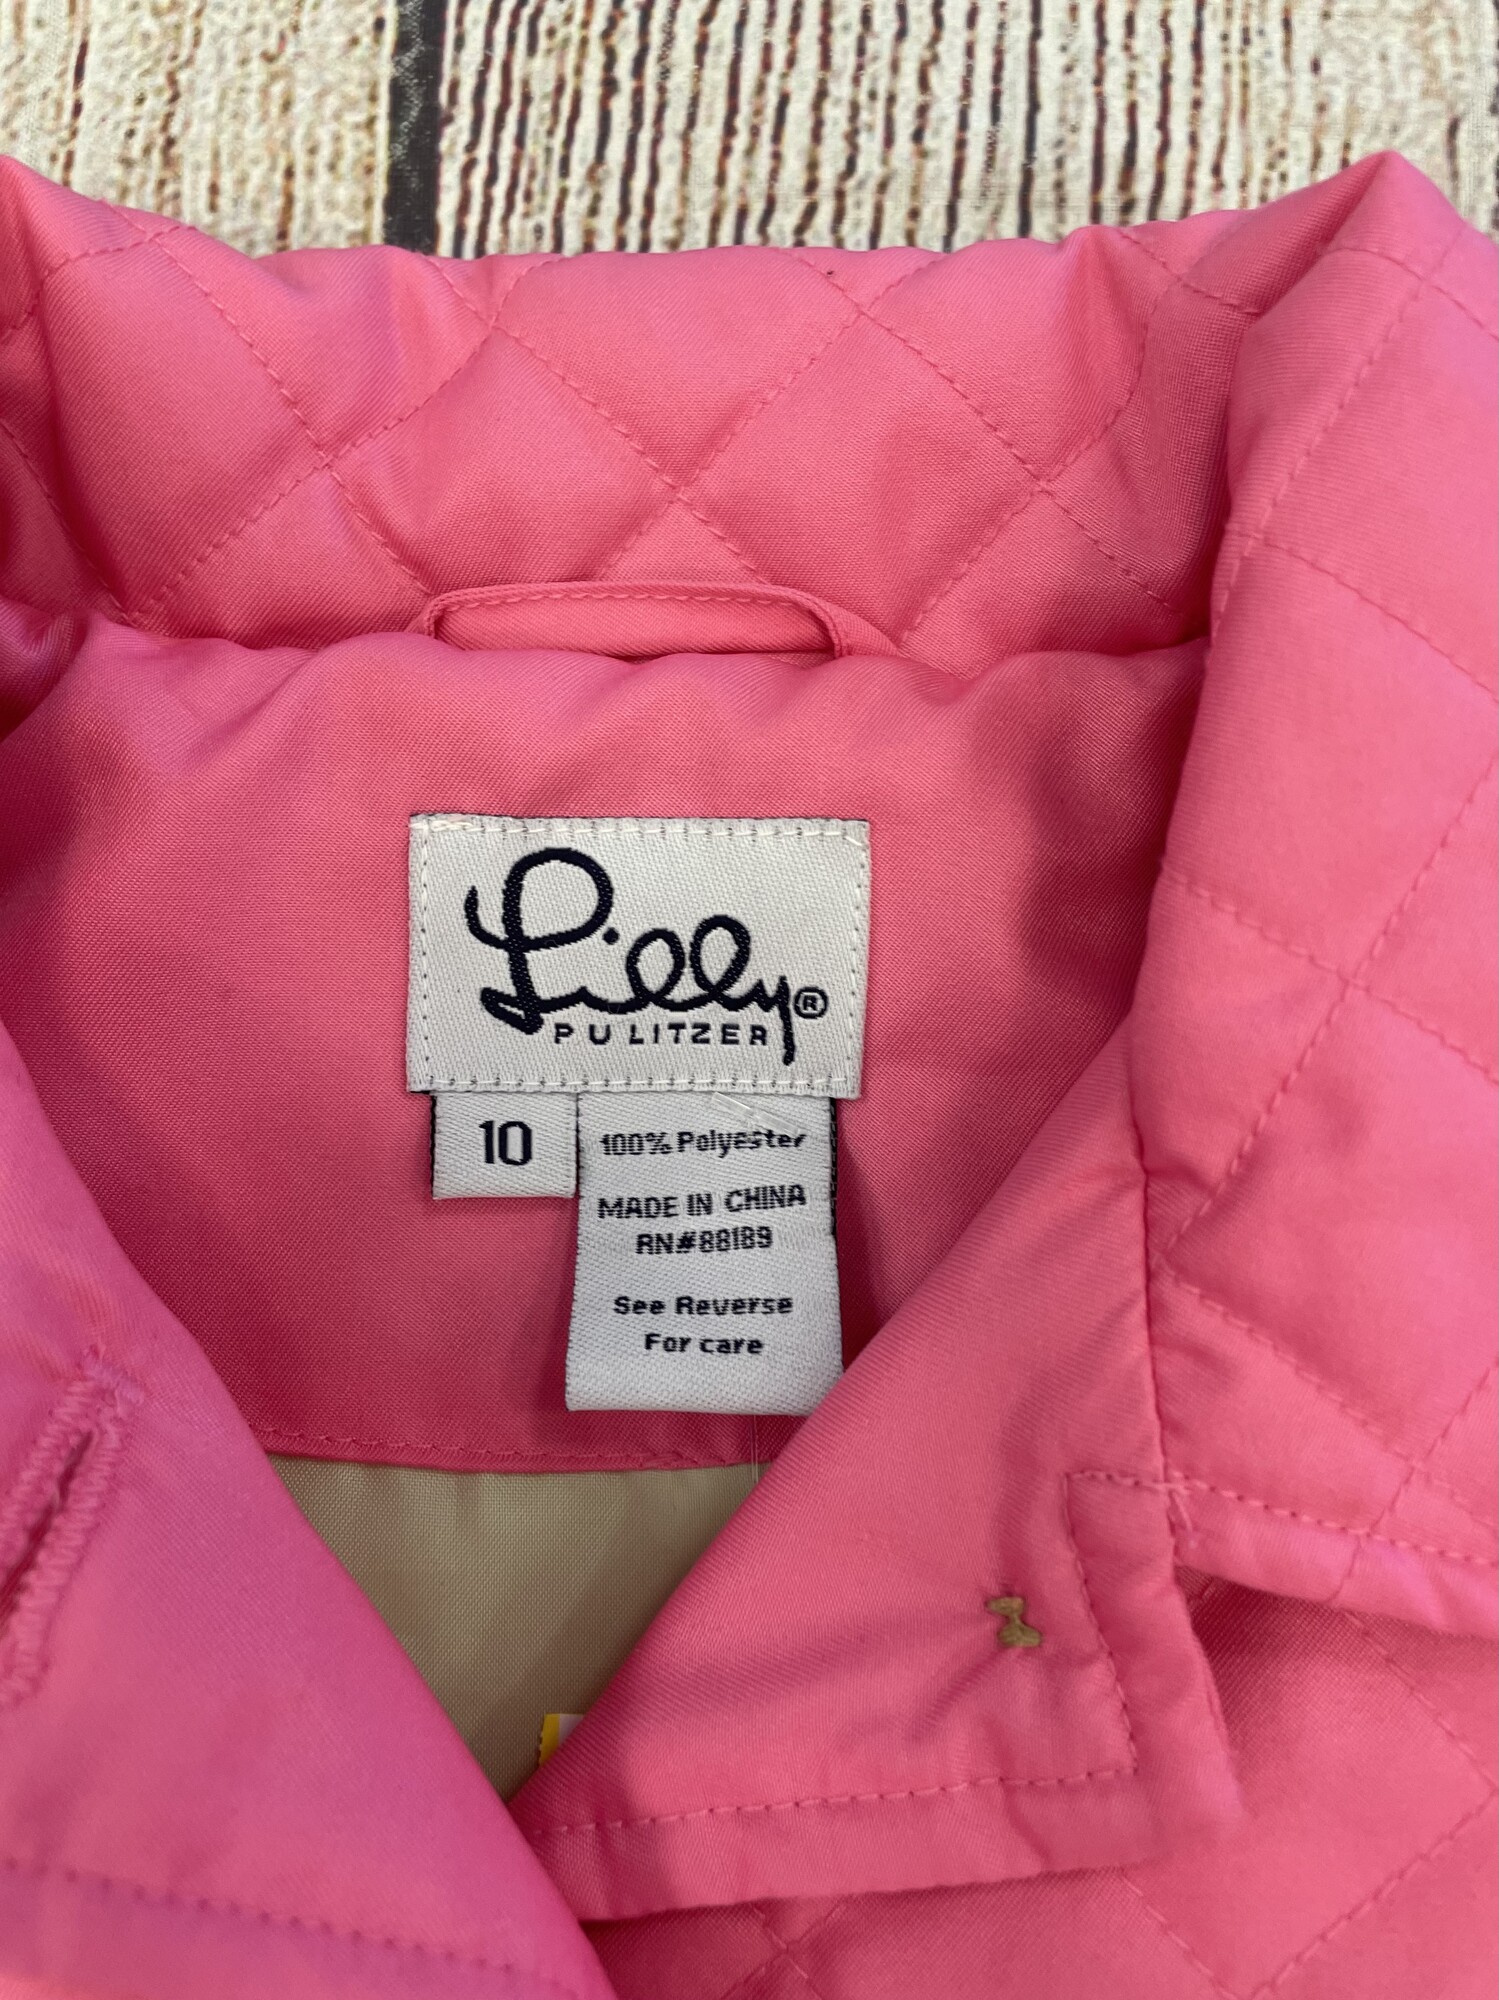 Lilly®
PULITZER
10
100% Polyester
MADE IN CHINA
RN#88189
See Reverse
For care